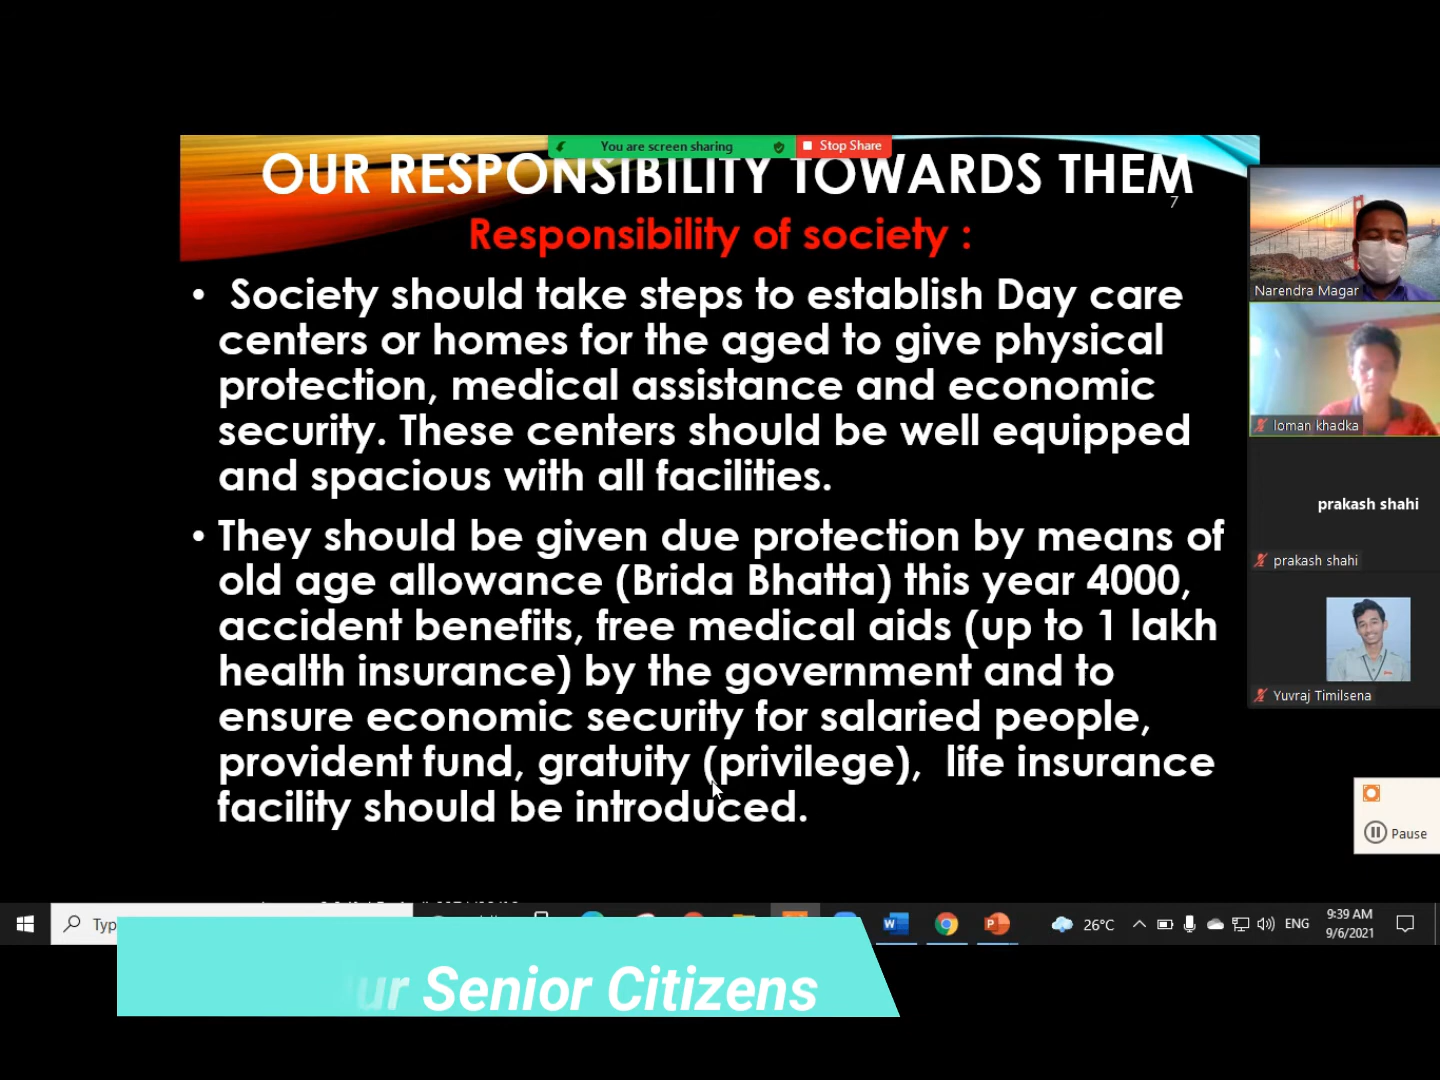 You are screen sharing
Stop Share
OUR RESPONSIBILITY TOWARDS THEM
7
Responsibility of society :
• Society should take steps to establish Day care
centers or homes for the aged to give physical
protection, medical assistance and economic
security. These centers should be well equipped
and spacious with all facilities.
• They should be given due protection by means of
old age allowance (Brida Bhatta) this year 4000,
accident benefits, free medical aids (up to 1 lakh
health insurance) by the government and to
ensure economic security for salaried people,
provident fund, gratuity (privilege), life insurance
facility should be introduced.
Narendra Magar
loman khadka
prakash shahi
prakash shahi
Yuvraj Timilsena
Pause
Typ
26°C
ENG
9:39 AM
9/6/2021
ur Senior Citizens